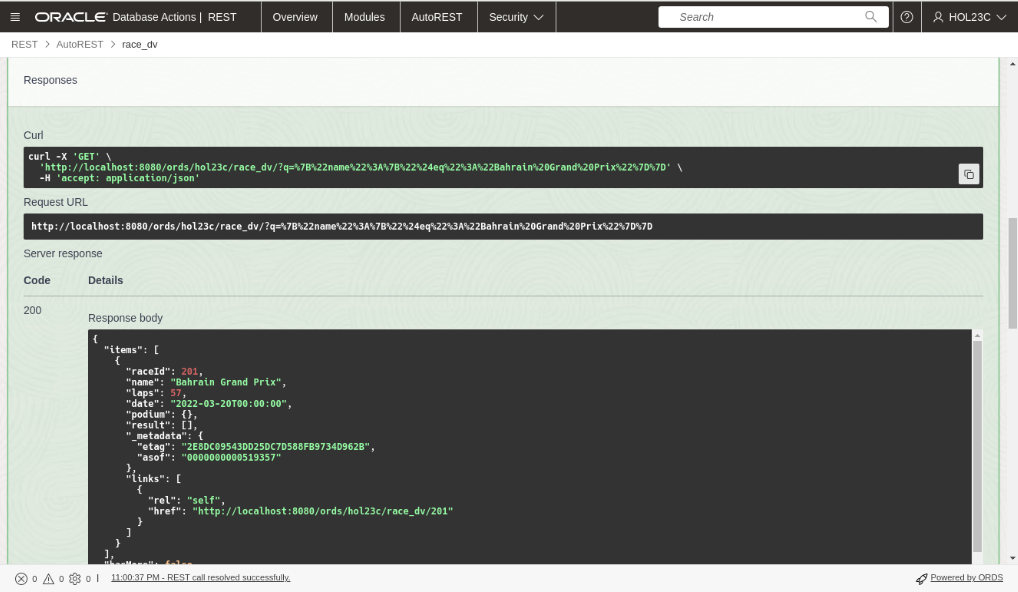 ORACLE Database Actions | REST Overview Modules AutoREST Security Search HOL23C
REST > AutoREST > race_dv
Responses
Curl
curl -X 'GET' \
'http://localhost:8080/ords/hol23c/race_dv/?q=%7B%22name%22%3A%7B%22%24eq%22%3A%22Bahrain%20Grand%20Prix%22%7D%7D' \
-H 'accept: application/json'
Request URL
http://localhost:8080/ords/hol23c/race_dv/?q=%7B%22name%22%3A%7B%22%24eq%22%3A%22Bahrain%20Grand%20Prix%22%7D%7D
Server response
Code Details
200
Response body
{
"items": [
{
"raceId": 201,
"name": "Bahrain Grand Prix",
"laps": 57,
"date": "2022-03-20T00:00:00",
"podium": {},
"result": [],
"_metadata": {
"etag": "2E8DC09543DD25DC7D588FB9734D962B",
"asof": "0000000000519357"
},
"links": [
{
"rel": "self",
"href": "http://localhost:8080/ords/hol23c/race_dv/201"
}
]
}
],
"hasMore": false,
0 0 0 | 11:00:37 PM - REST call resolved successfully. Powered by ORDS